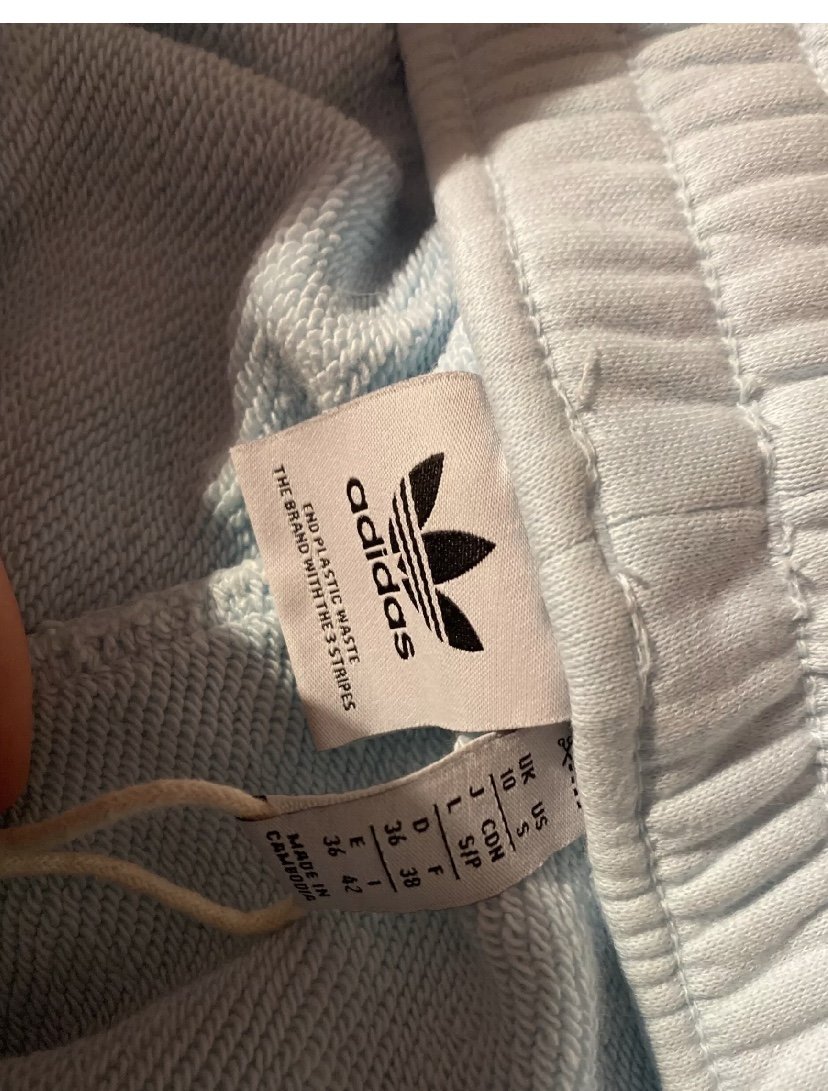 adidas
END PLASTIC WASTE
THE BRAND WITH THE 3 STRIPES
UK US
10 S
J CDN
L S/P
D F
36 38
E I
36 42
MADE IN
CAMBODIA